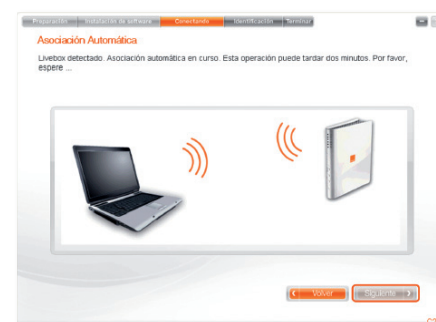 Preparación Instalación de software Conectando Identificación Terminar
Asociación Automática
Livebox detectado. Asociación automática en curso. Esta operación puede tardar dos minutos. Por favor,
espere ...
Volver Siguiente